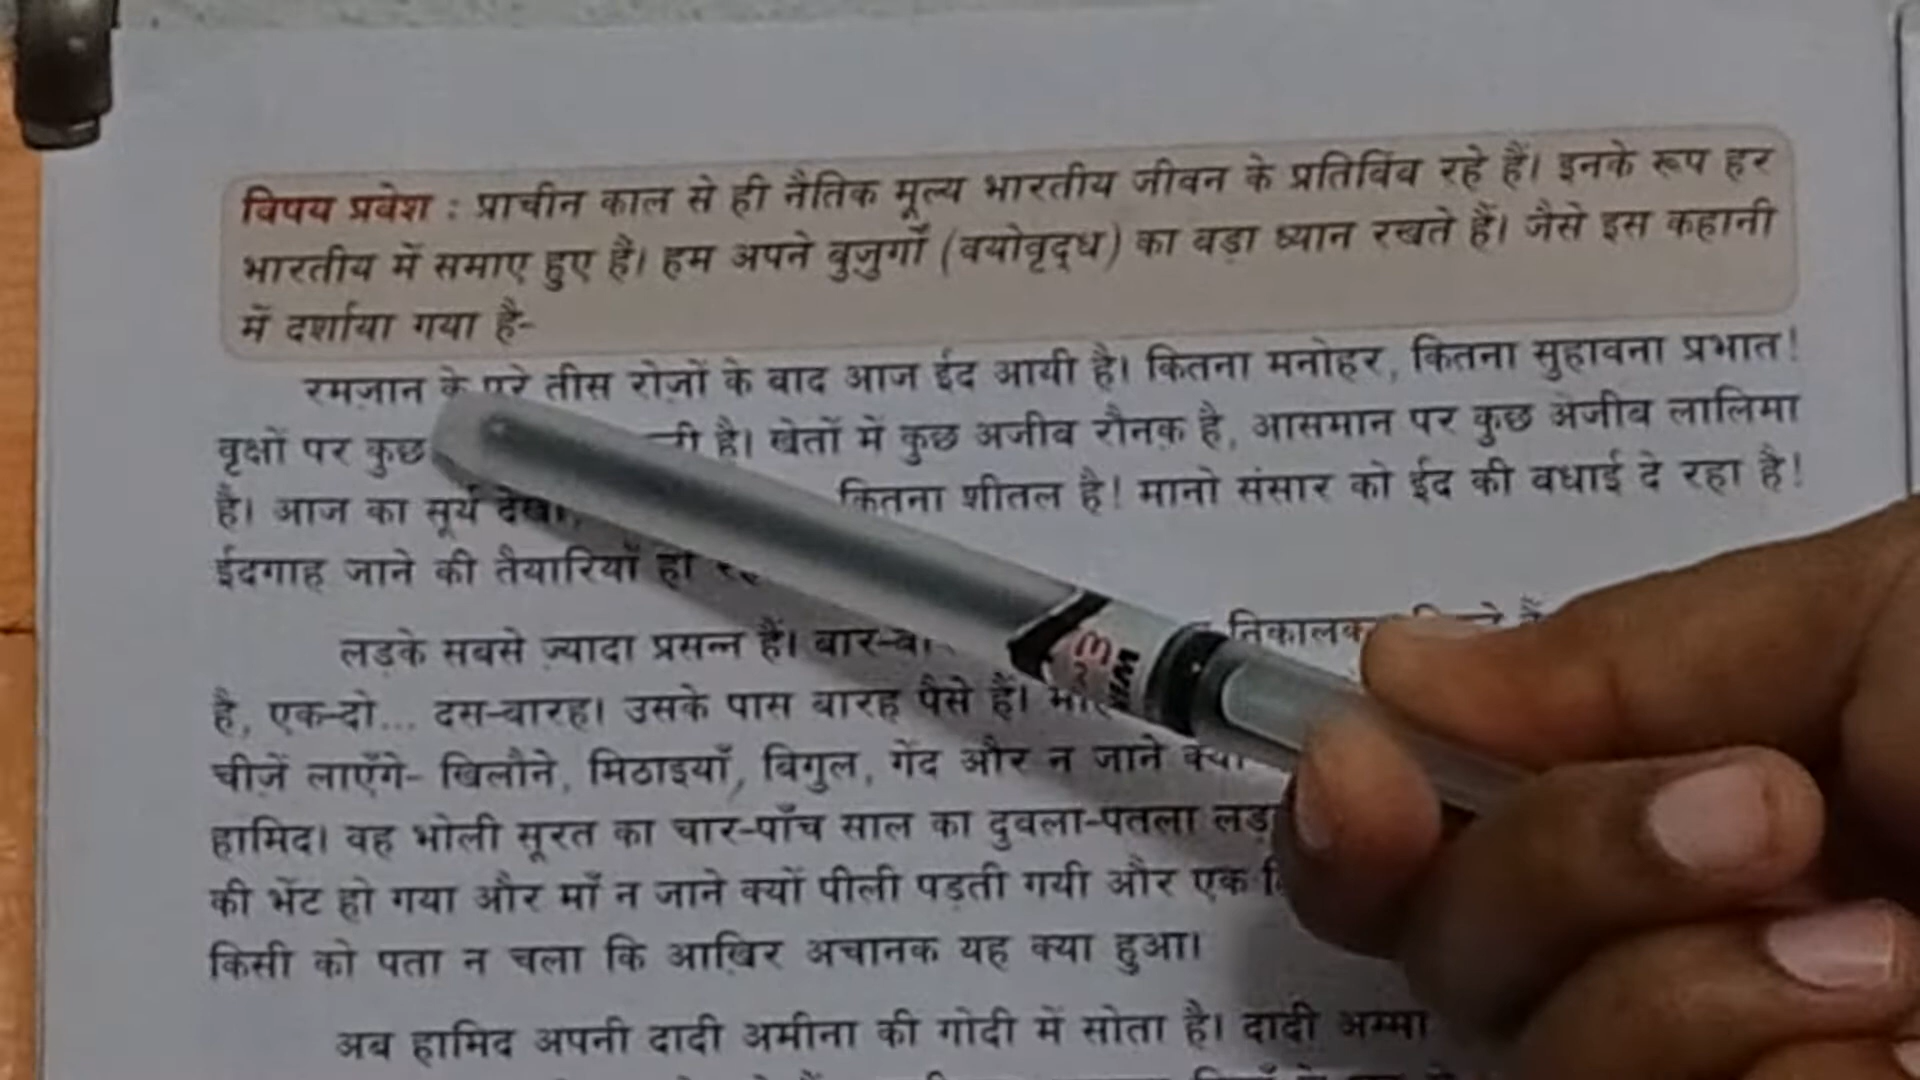 विषय प्रवेश : प्राचीन काल से ही नैतिक मूल्य भारतीय जीवन के प्रतिबिंब रहे हैं। इनके रूप हर
भारतीय में समाए हुए हैं। हम अपने बुजुर्गों (वयोवृद्ध) का बड़ा ध्यान रखते हैं। जैसे इस कहानी
में दर्शाया गया है-
रमज़ान के पूरे तीस रोज़ों के बाद आज ईद आयी है। कितना मनोहर, कितना सुहावना प्रभात!
वृक्षों पर कुछ है। खेतों में कुछ अजीब रौनक़ है, आसमान पर कुछ अजीब लालिमा
है। आज का सूर्य देखो, कितना शीतल है! मानो संसार को ईद की बधाई दे रहा है!
ईदगाह जाने की तैयारियाँ हो
लड़के सबसे ज़्यादा प्रसन्न हैं। बार-बा निकालकर
है, एक-दो... दस-बारह। उसके पास बारह पैसे हैं।
चीज़ें लाएँगे- खिलौने, मिठाइयाँ, बिगुल, गेंद और न जाने क्या
हामिद। वह भोली सूरत का चार-पाँच साल का दुबला-पतला लड़
की भेंट हो गया और माँ न जाने क्यों पीली पड़ती गयी और एक
किसी को पता न चला कि आख़िर अचानक यह क्या हुआ।
अब हामिद अपनी दादी अमीना की गोदी में सोता है। दादी अम्मा